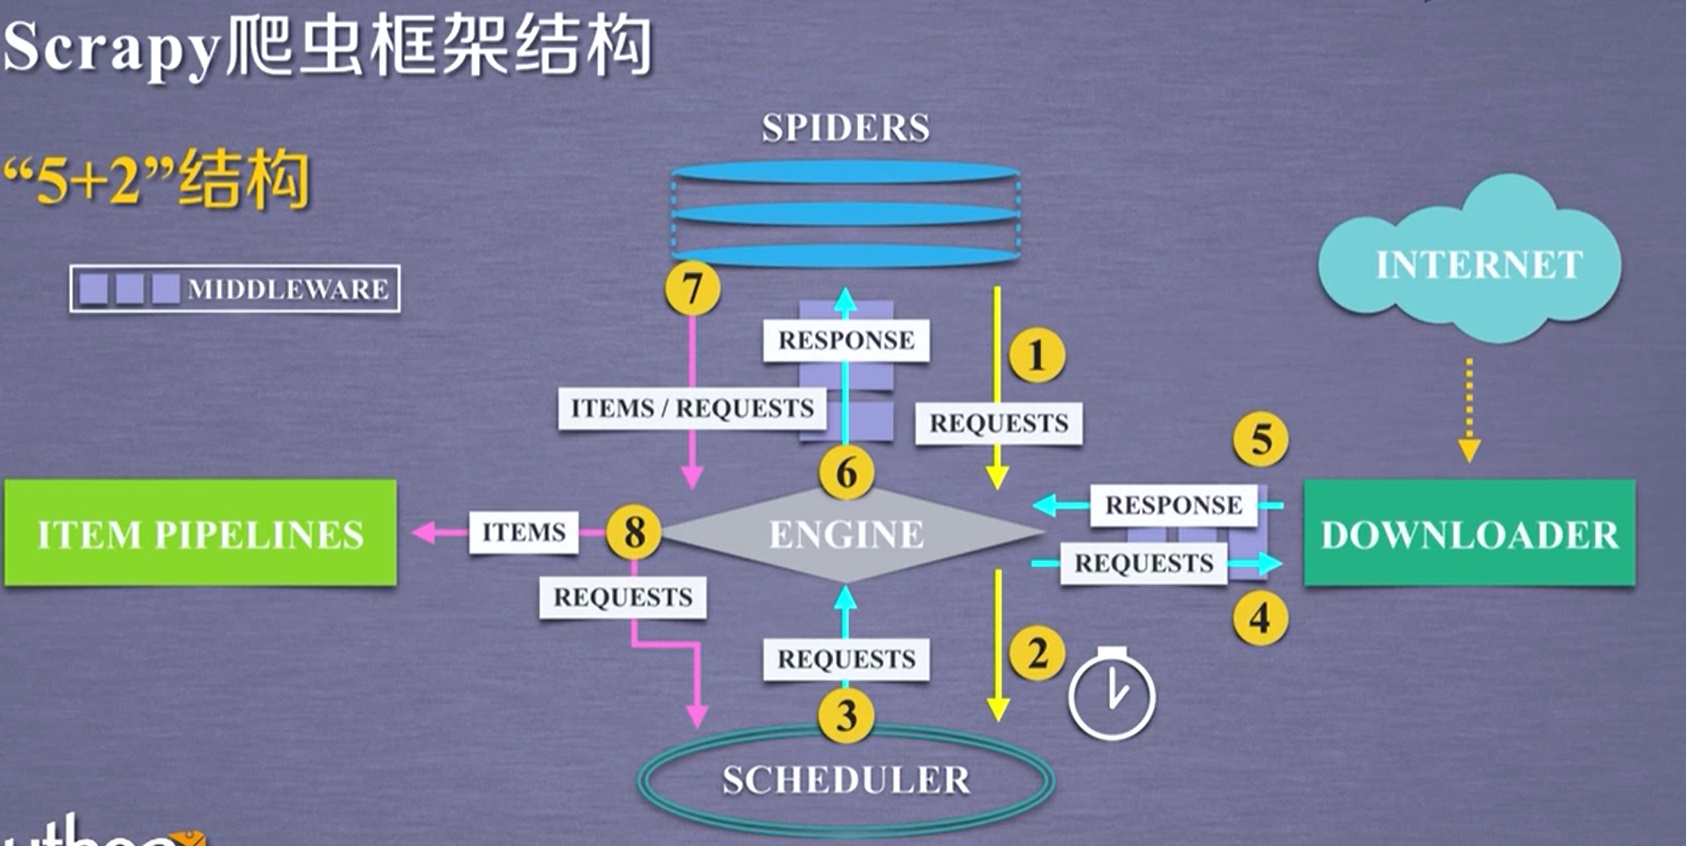 Scrapy爬虫框架结构
“5+2”结构
MIDDLEWARE
SPIDERS
INTERNET
7
RESPONSE
1
ITEMS / REQUESTS
REQUESTS
5
6
RESPONSE
ITEM PIPELINES
ITEMS
8
ENGINE
DOWNLOADER
REQUESTS
4
REQUESTS
REQUESTS
2
3
SCHEDULER